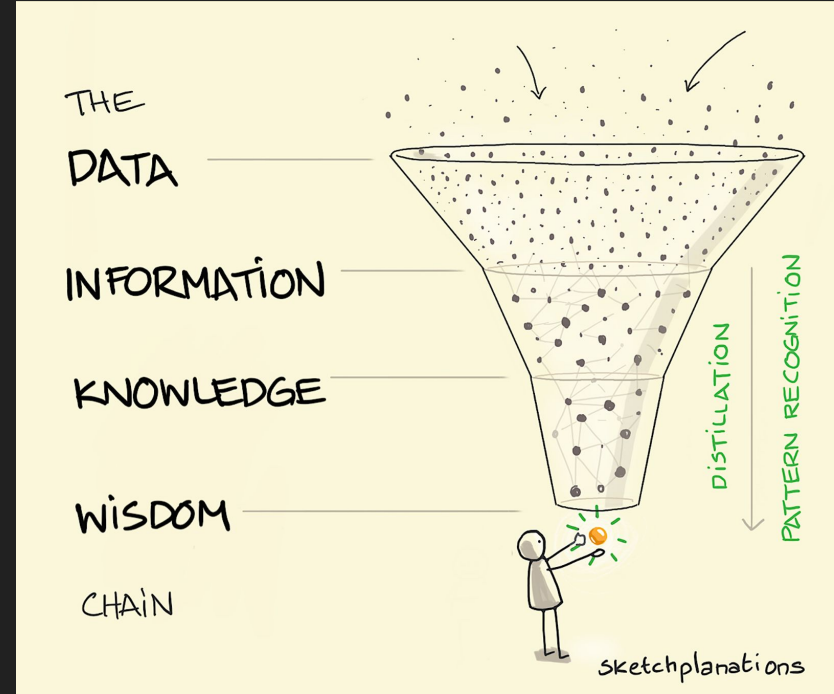 THE
DATA
INFORMATION
KNOWLEDGE
WISDOM
CHAIN
DISTILLATION
PATTERN RECOGNITION
sketchplanations